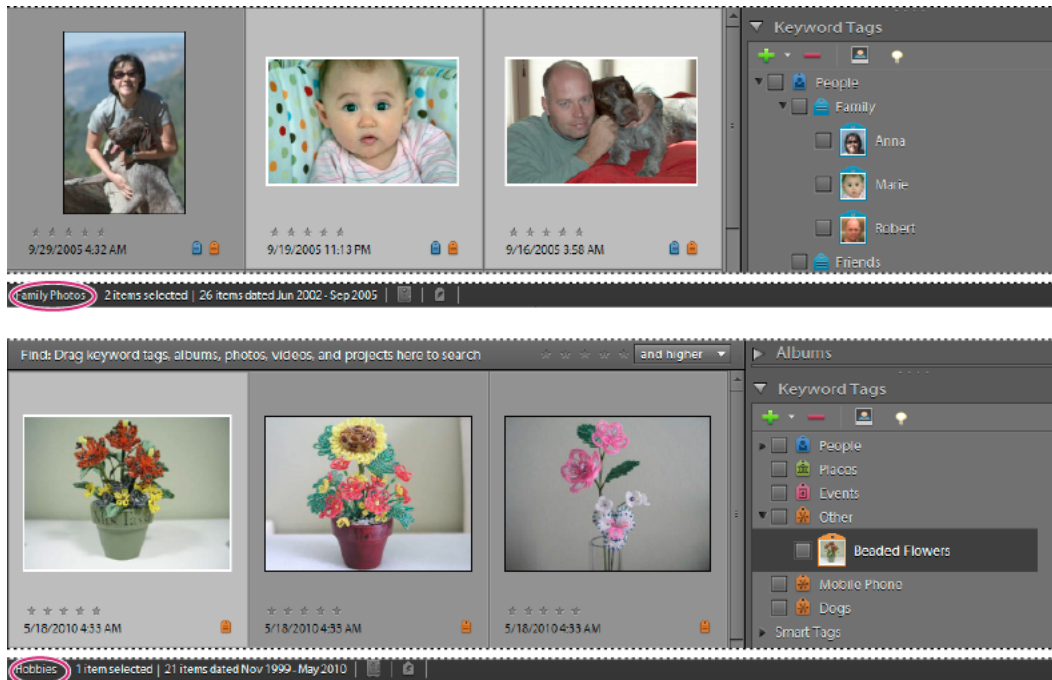 Keyword Tags
People
Family
Anna
Marie
Robert
Friends
9/29/2005 4:32 AM
9/19/2005 11:13 PM
9/16/2005 3:58 AM
Family Photos 2 items selected | 26 items dated Jun 2002 - Sep 2005
Find: Drag keyword tags, albums, photos, videos, and projects here to search
and higher
Albums
Keyword Tags
People
Places
Events
Other
Beaded Flowers
Mobile Phone
Dogs
Smart Tags
5/18/2010 4:33 AM
5/18/2010 4:33 AM
5/18/2010 4:33 AM
Hobbies 1 item selected | 21 items dated Nov 1999 - May 2010